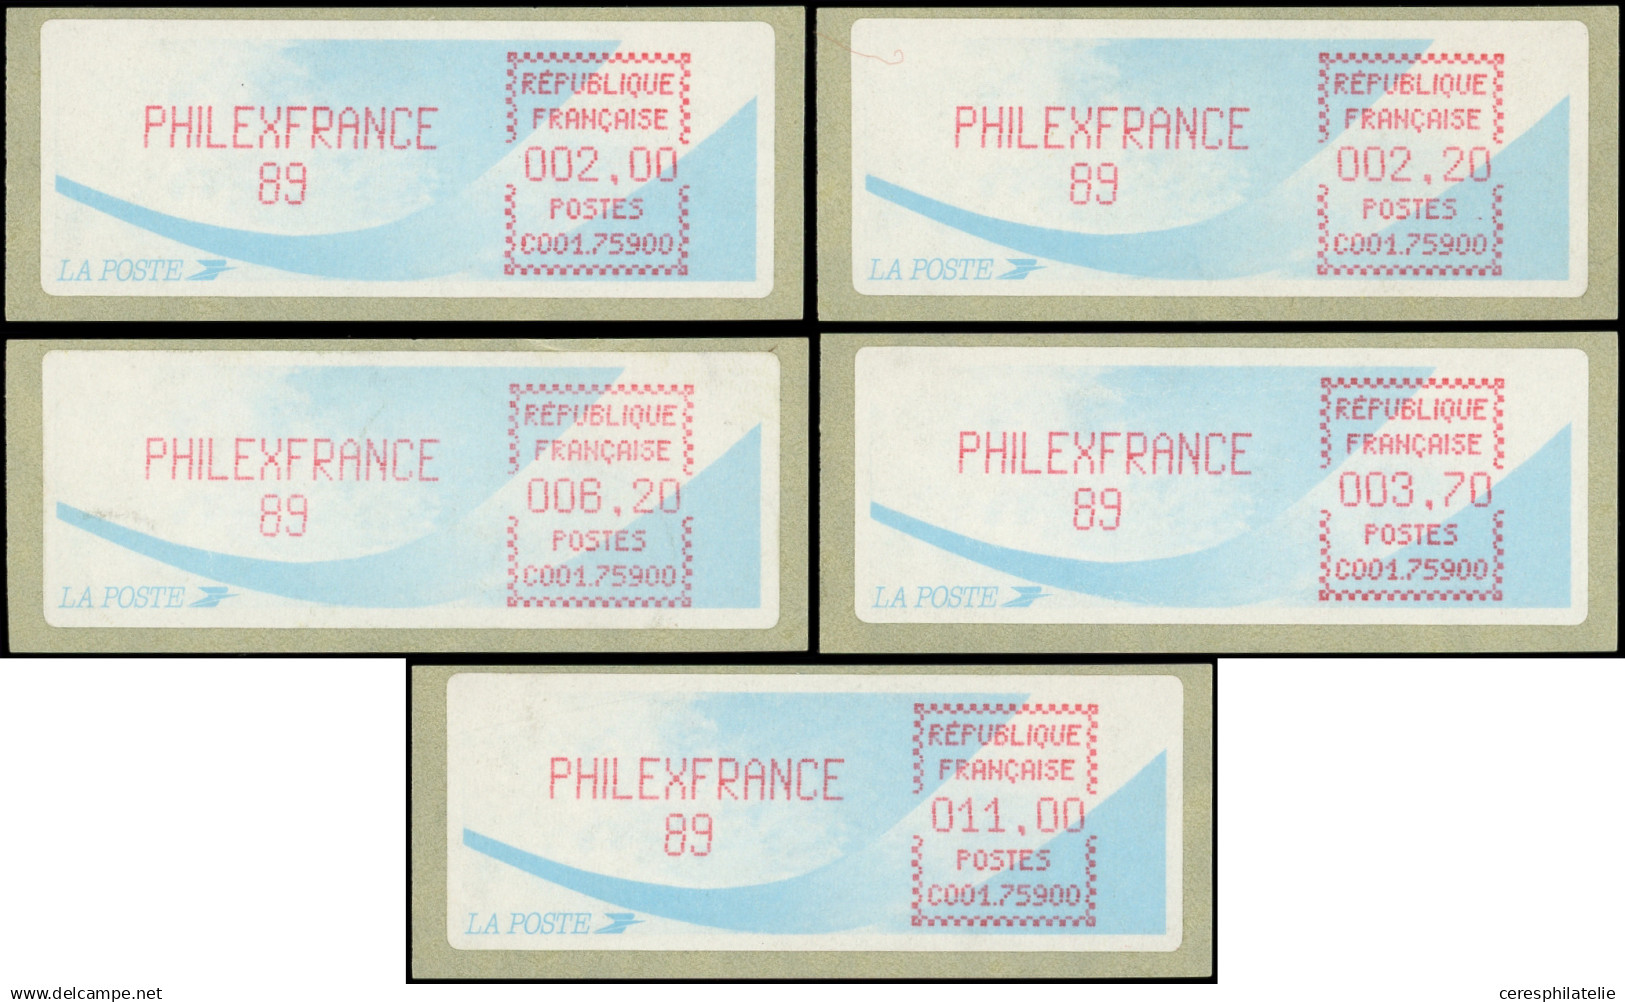 PHILEXFRANCE
89
RÉPUBLIQUE
FRANÇAISE
002,00
POSTES
C001.75900
LA POSTE
PHILEXFRANCE
89
RÉPUBLIQUE
FRANÇAISE
002,20
POSTES
C001.75900
LA POSTE
PHILEXFRANCE
89
RÉPUBLIQUE
FRANÇAISE
006,20
POSTES
C001.75900
LA POSTE
PHILEXFRANCE
89
RÉPUBLIQUE
FRANÇAISE
003,70
POSTES
C001.75900
LA POSTE
PHILEXFRANCE
89
RÉPUBLIQUE
FRANÇAISE
011,00
POSTES
C001.75900
LA POSTE
www.delcampe.net
ceresphilatelie